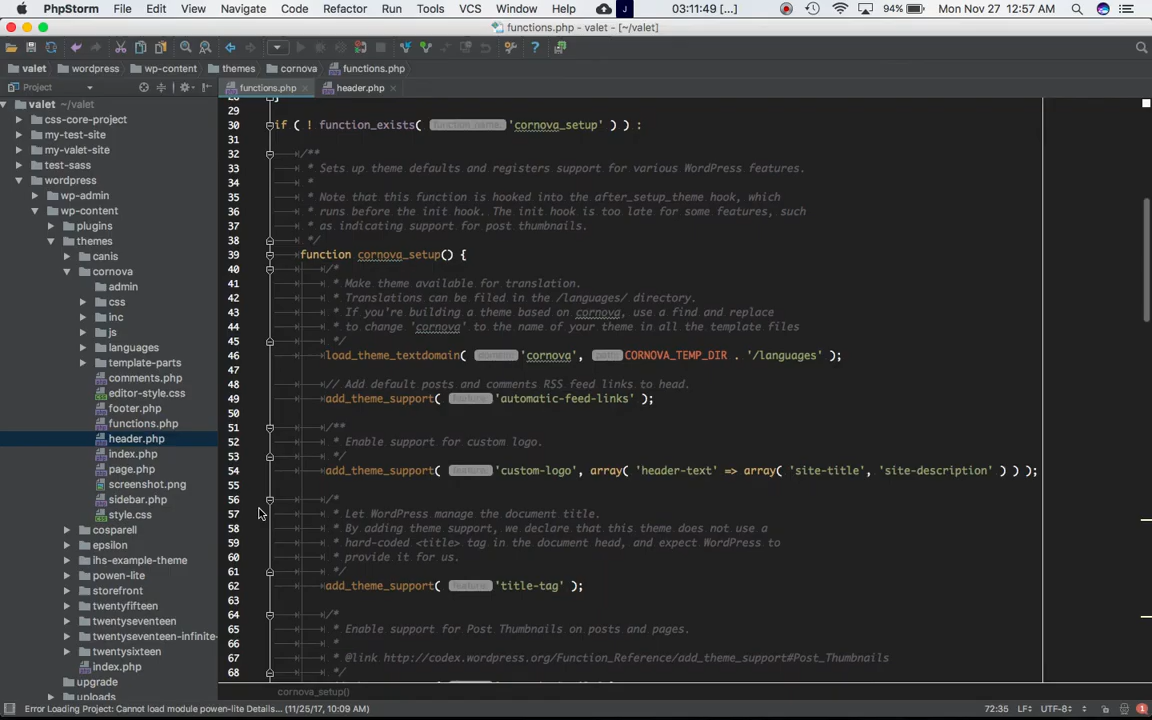 PhpStorm File Edit View Navigate Code Refactor Run Tools VCS Window Help J 03:11:49 [...] 94% Mon Nov 27 12:57 AM
functions.php - valet - [~/valet]
valet wordpress wp-content themes cornova functions.php
Project
functions.php header.php
valet ~/valet
css-core-project
my-test-site
my-valet-site
test-sass
wordpress
wp-admin
wp-content
plugins
themes
canis
cornova
admin
css
inc
js
languages
template-parts
comments.php
editor-style.css
footer.php
functions.php
header.php
index.php
page.php
screenshot.png
sidebar.php
style.css
cosparell
epsilon
ihs-example-theme
powen-lite
storefront
twentyfifteen
twentyseventeen
twentyseventeen-infinite-
twentysixteen
index.php
upgrade
uploads
28
29
30 if ( ! function_exists( function_name: 'cornova_setup' ) ) :
31
32 /**
33 * Sets up theme defaults and registers support for various WordPress features.
34 *
35 * Note that this function is hooked into the after_setup_theme hook, which
36 * runs before the init hook. The init hook is too late for some features, such
37 * as indicating support for post thumbnails.
38 */
39 function cornova_setup() {
40 /*
41 * Make theme available for translation.
42 * Translations can be filed in the /languages/ directory.
43 * If you're building a theme based on cornova, use a find and replace
44 * to change 'cornova' to the name of your theme in all the template files
45 */
46 load_theme_textdomain( domain: 'cornova', path: CORNOVA_TEMP_DIR . '/languages' );
47
48 // Add default posts and comments RSS feed links to head.
49 add_theme_support( feature: 'automatic-feed-links' );
50
51 /**
52 * Enable support for custom logo.
53 */
54 add_theme_support( feature: 'custom-logo', array( 'header-text' => array( 'site-title', 'site-description' ) ) );
55
56 /*
57 * Let WordPress manage the document title.
58 * By adding theme support, we declare that this theme does not use a
59 * hard-coded <title> tag in the document head, and expect WordPress to
60 * provide it for us.
61 */
62 add_theme_support( feature: 'title-tag' );
63
64 /*
65 * Enable support for Post Thumbnails on posts and pages.
66 *
67 * @link http://codex.wordpress.org/Function_Reference/add_theme_support#Post_Thumbnails
68 */
cornova_setup()
Error Loading Project: Cannot load module powen-lite Details... (11/25/17, 10:09 AM) 72:35 LF UTF-8 1